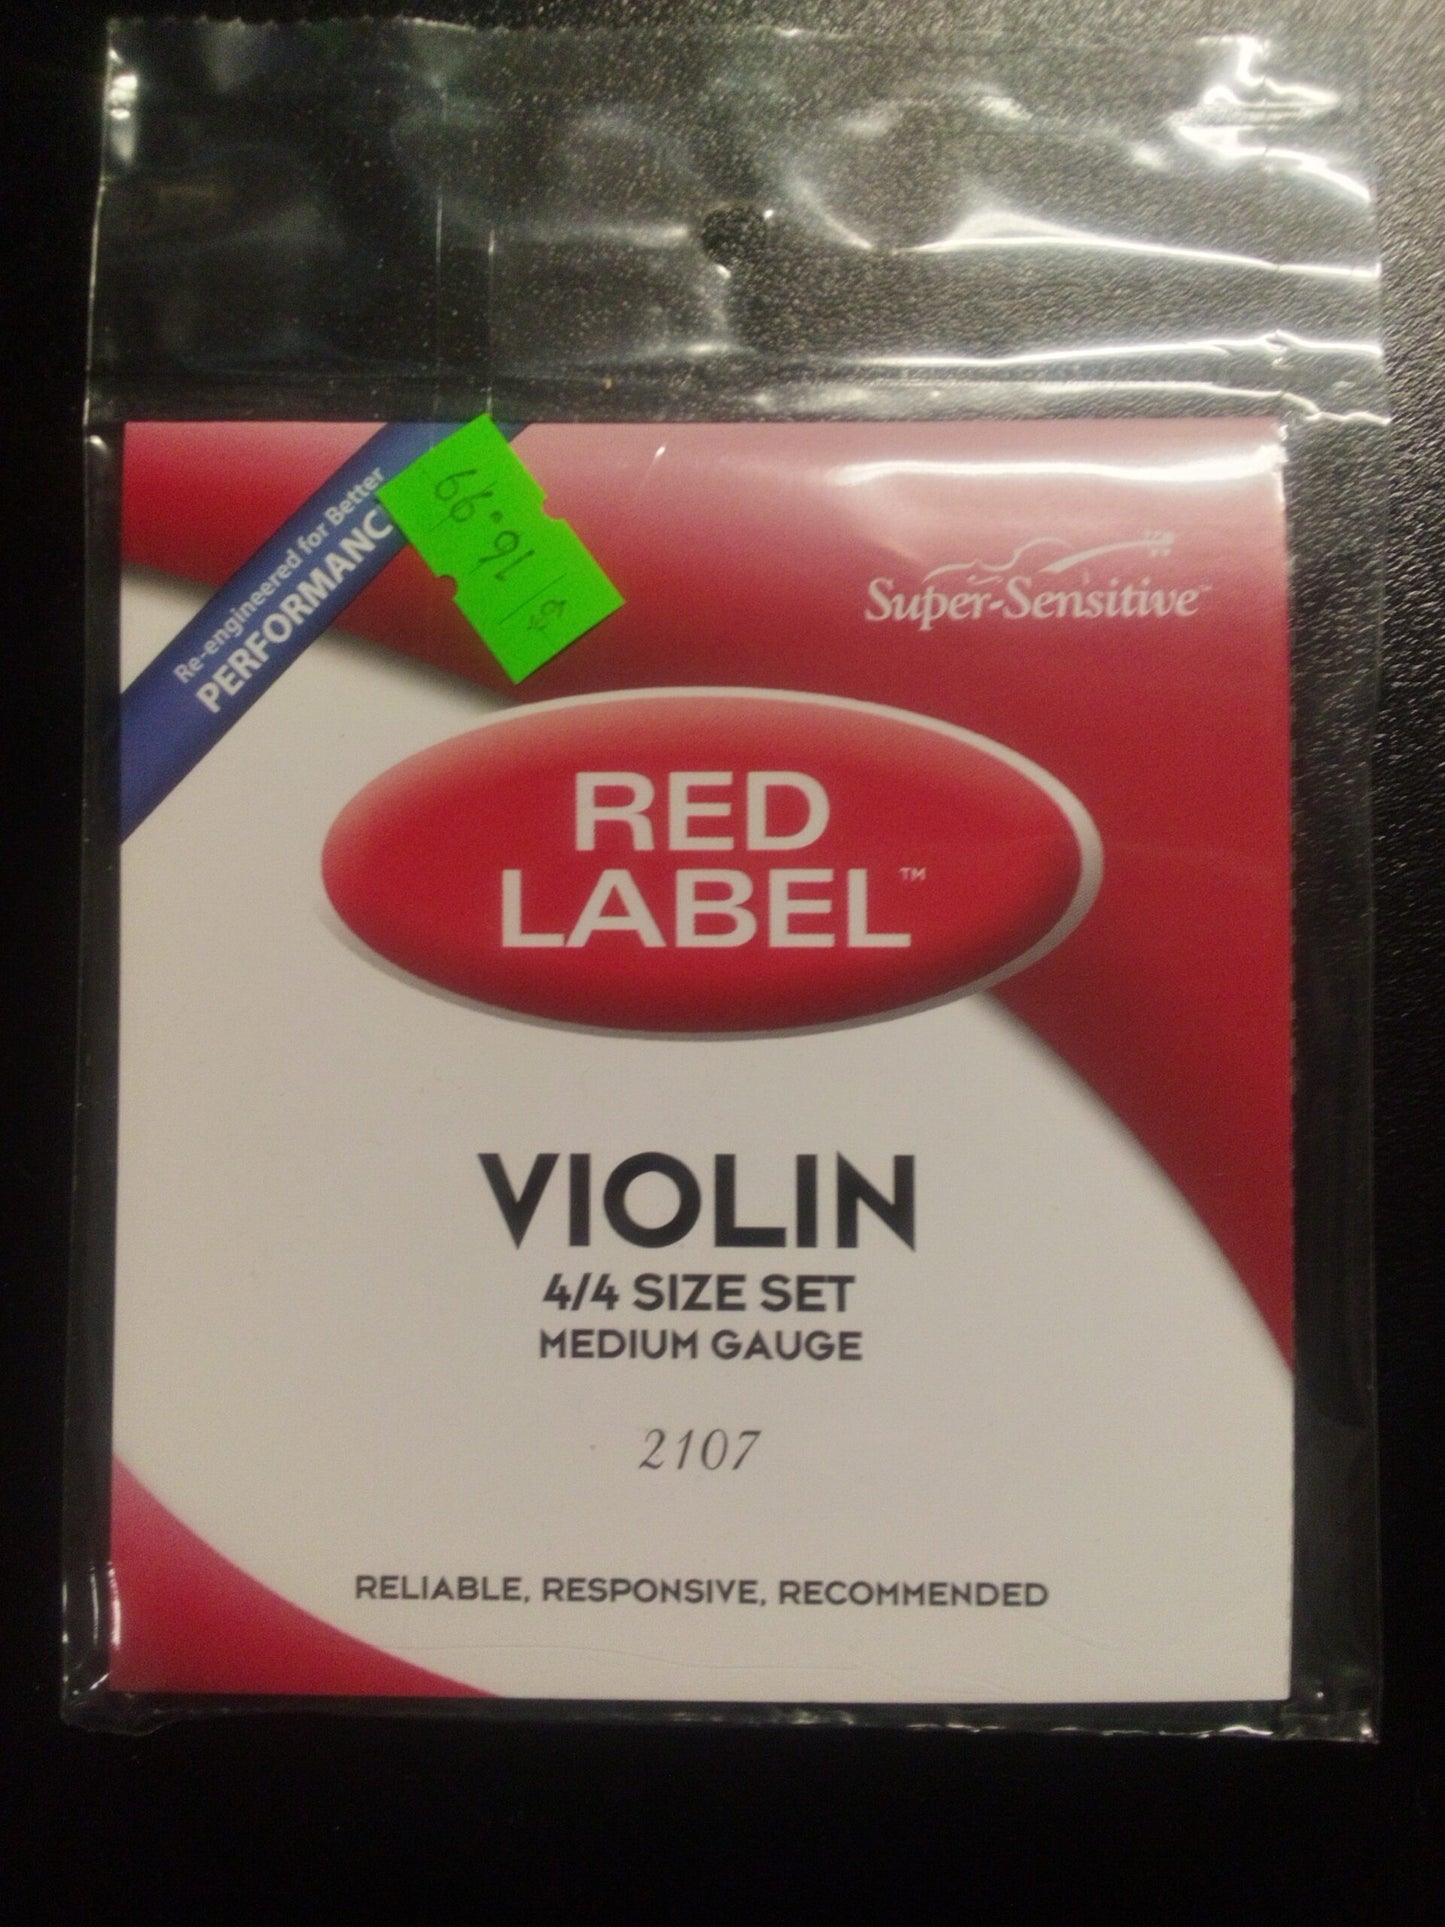 Re-engineered for Better
PERFORMANC
16.99
Super-Sensitive™
RED
LABEL™
VIOLIN
4/4 SIZE SET
MEDIUM GAUGE
2107
RELIABLE, RESPONSIVE, RECOMMENDED